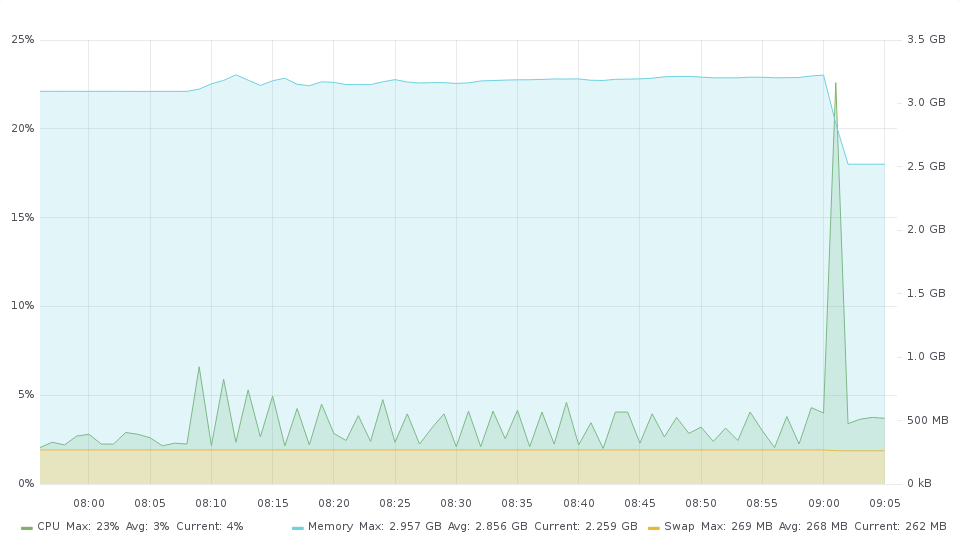 25%
20%
15%
10%
5%
0%
3.5 GB
3.0 GB
2.5 GB
2.0 GB
1.5 GB
1.0 GB
500 MB
0 kB
08:00 08:05 08:10 08:15 08:20 08:25 08:30 08:35 08:40 08:45 08:50 08:55 09:00 09:05
CPU Max: 23% Avg: 3% Current: 4% Memory Max: 2.957 GB Avg: 2.856 GB Current: 2.259 GB Swap Max: 269 MB Avg: 268 MB Current: 262 MB